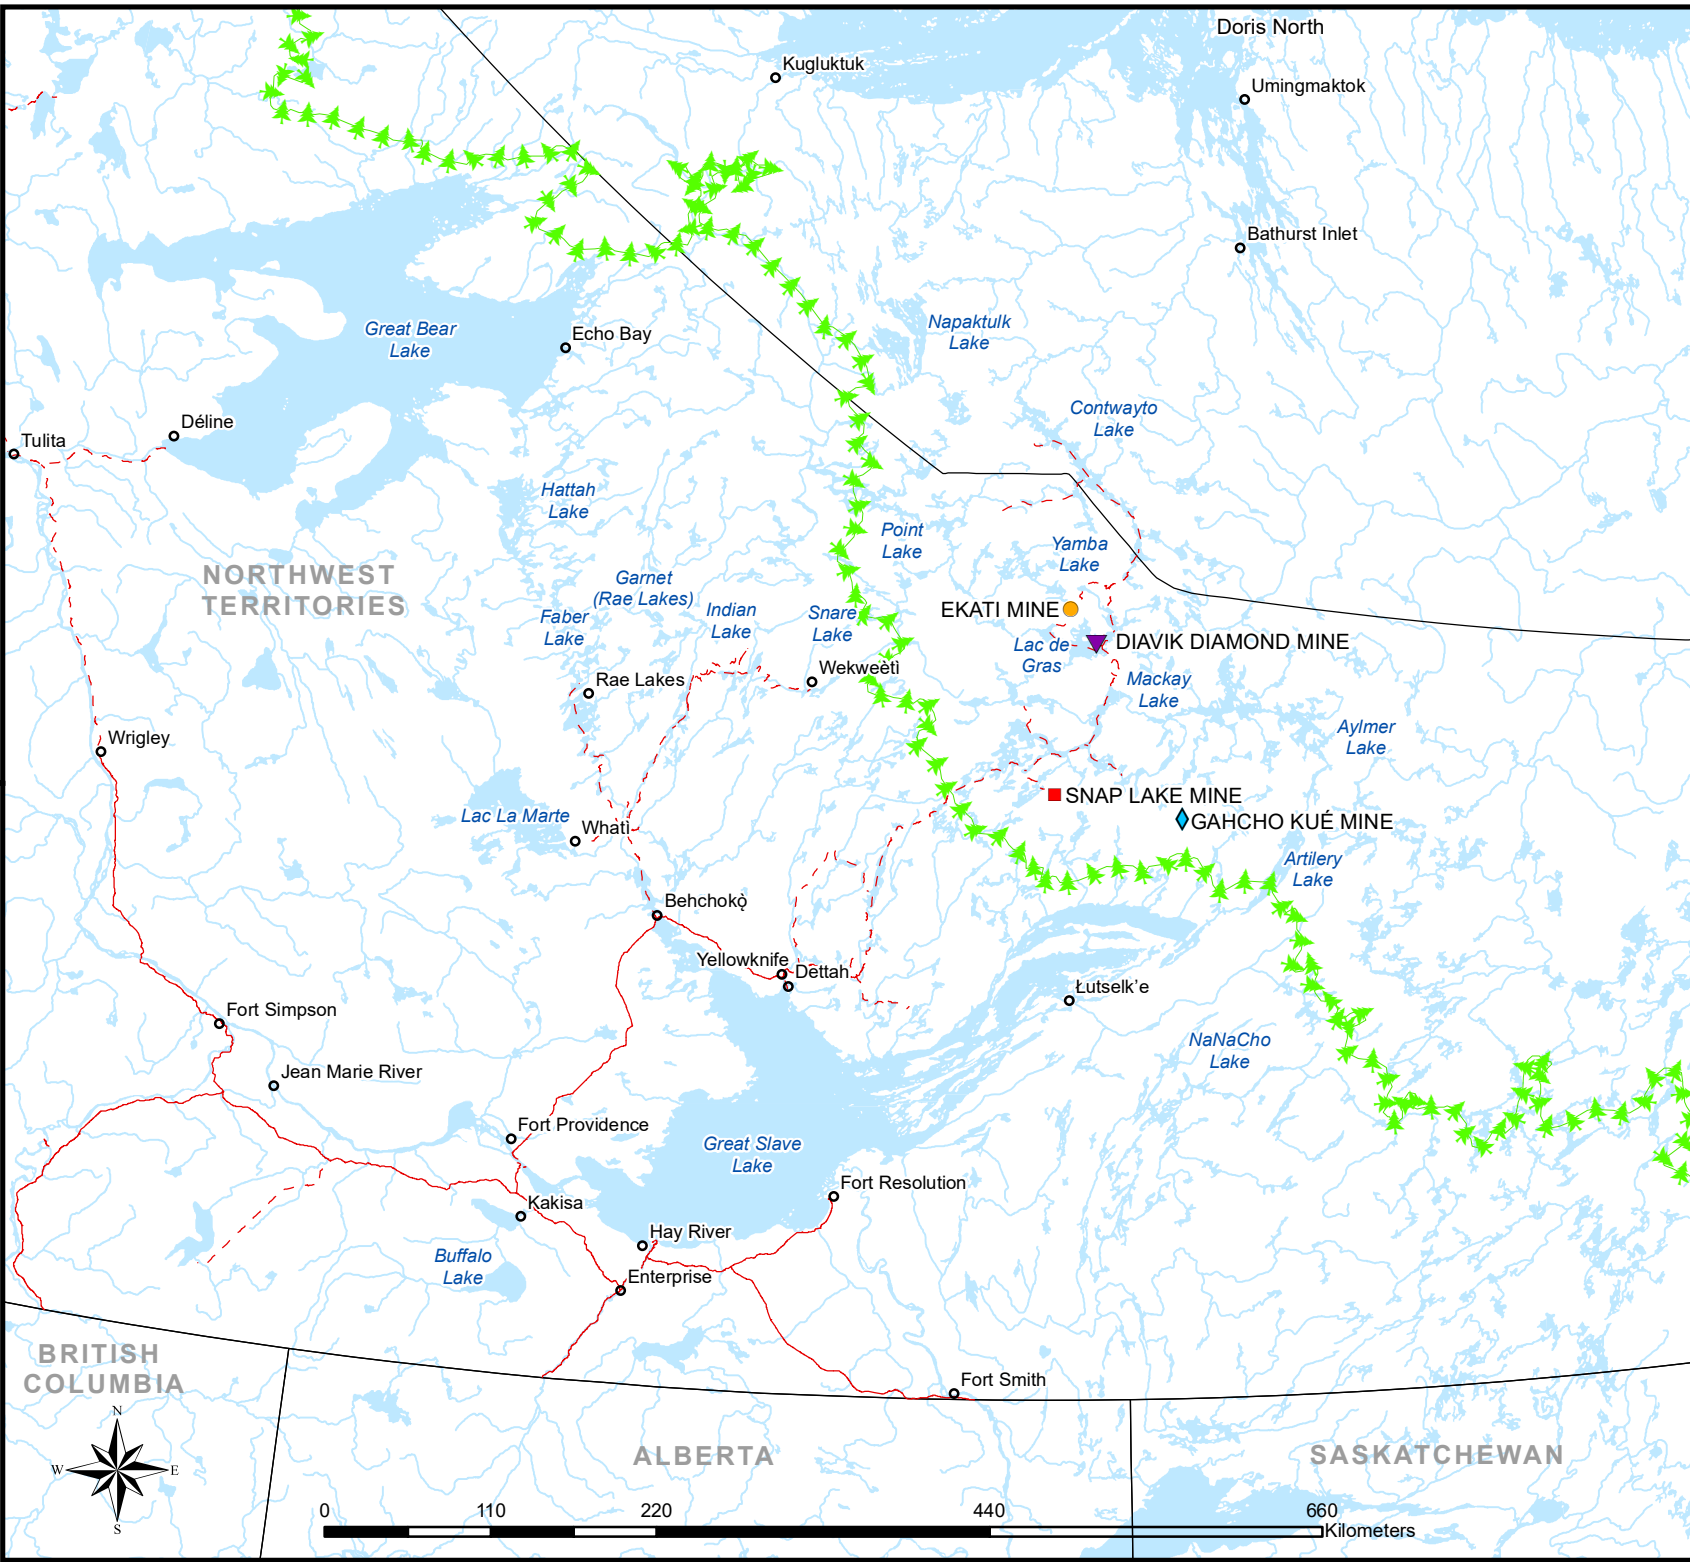 Doris North
Kugluktuk
Umingmaktok
Bathurst Inlet
Great Bear
Lake
Echo Bay
Napaktulk
Lake
Contwayto
Lake
Déline
Tulita
Hattah
Lake
Point
Lake
Yamba
Lake
NORTHWEST
TERRITORIES
Garnet
(Rae Lakes)
Faber
Lake
Indian
Lake
Snare
Lake
EKATI MINE
DIAVIK DIAMOND MINE
Lac de
Gras
Wekweètì
Rae Lakes
Mackay
Lake
Aylmer
Lake
Wrigley
SNAP LAKE MINE
GAHCHO KUÉ MINE
Lac La Marte
Whatì
Artilery
Lake
Behchokǫ̀
Yellowknife
Dettah
Łutselk'e
Fort Simpson
NaNaCho
Lake
Jean Marie River
Fort Providence
Great Slave
Lake
Fort Resolution
Kakisa
Hay River
Buffalo
Lake
Enterprise
BRITISH
COLUMBIA
Fort Smith
N
W E
S
ALBERTA
SASKATCHEWAN
0 110 220 440 660
Kilometers